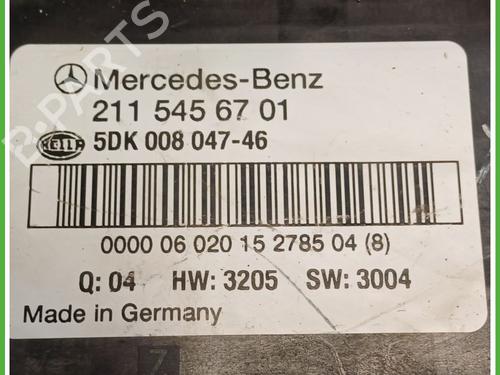 B-PARTS
Mercedes-Benz
211 545 67 01
HELLA 5DK 008 047-46
0000 06 020 15 2785 04 (8)
Q: 04 HW: 3205 SW: 3004
Made in Germany
7